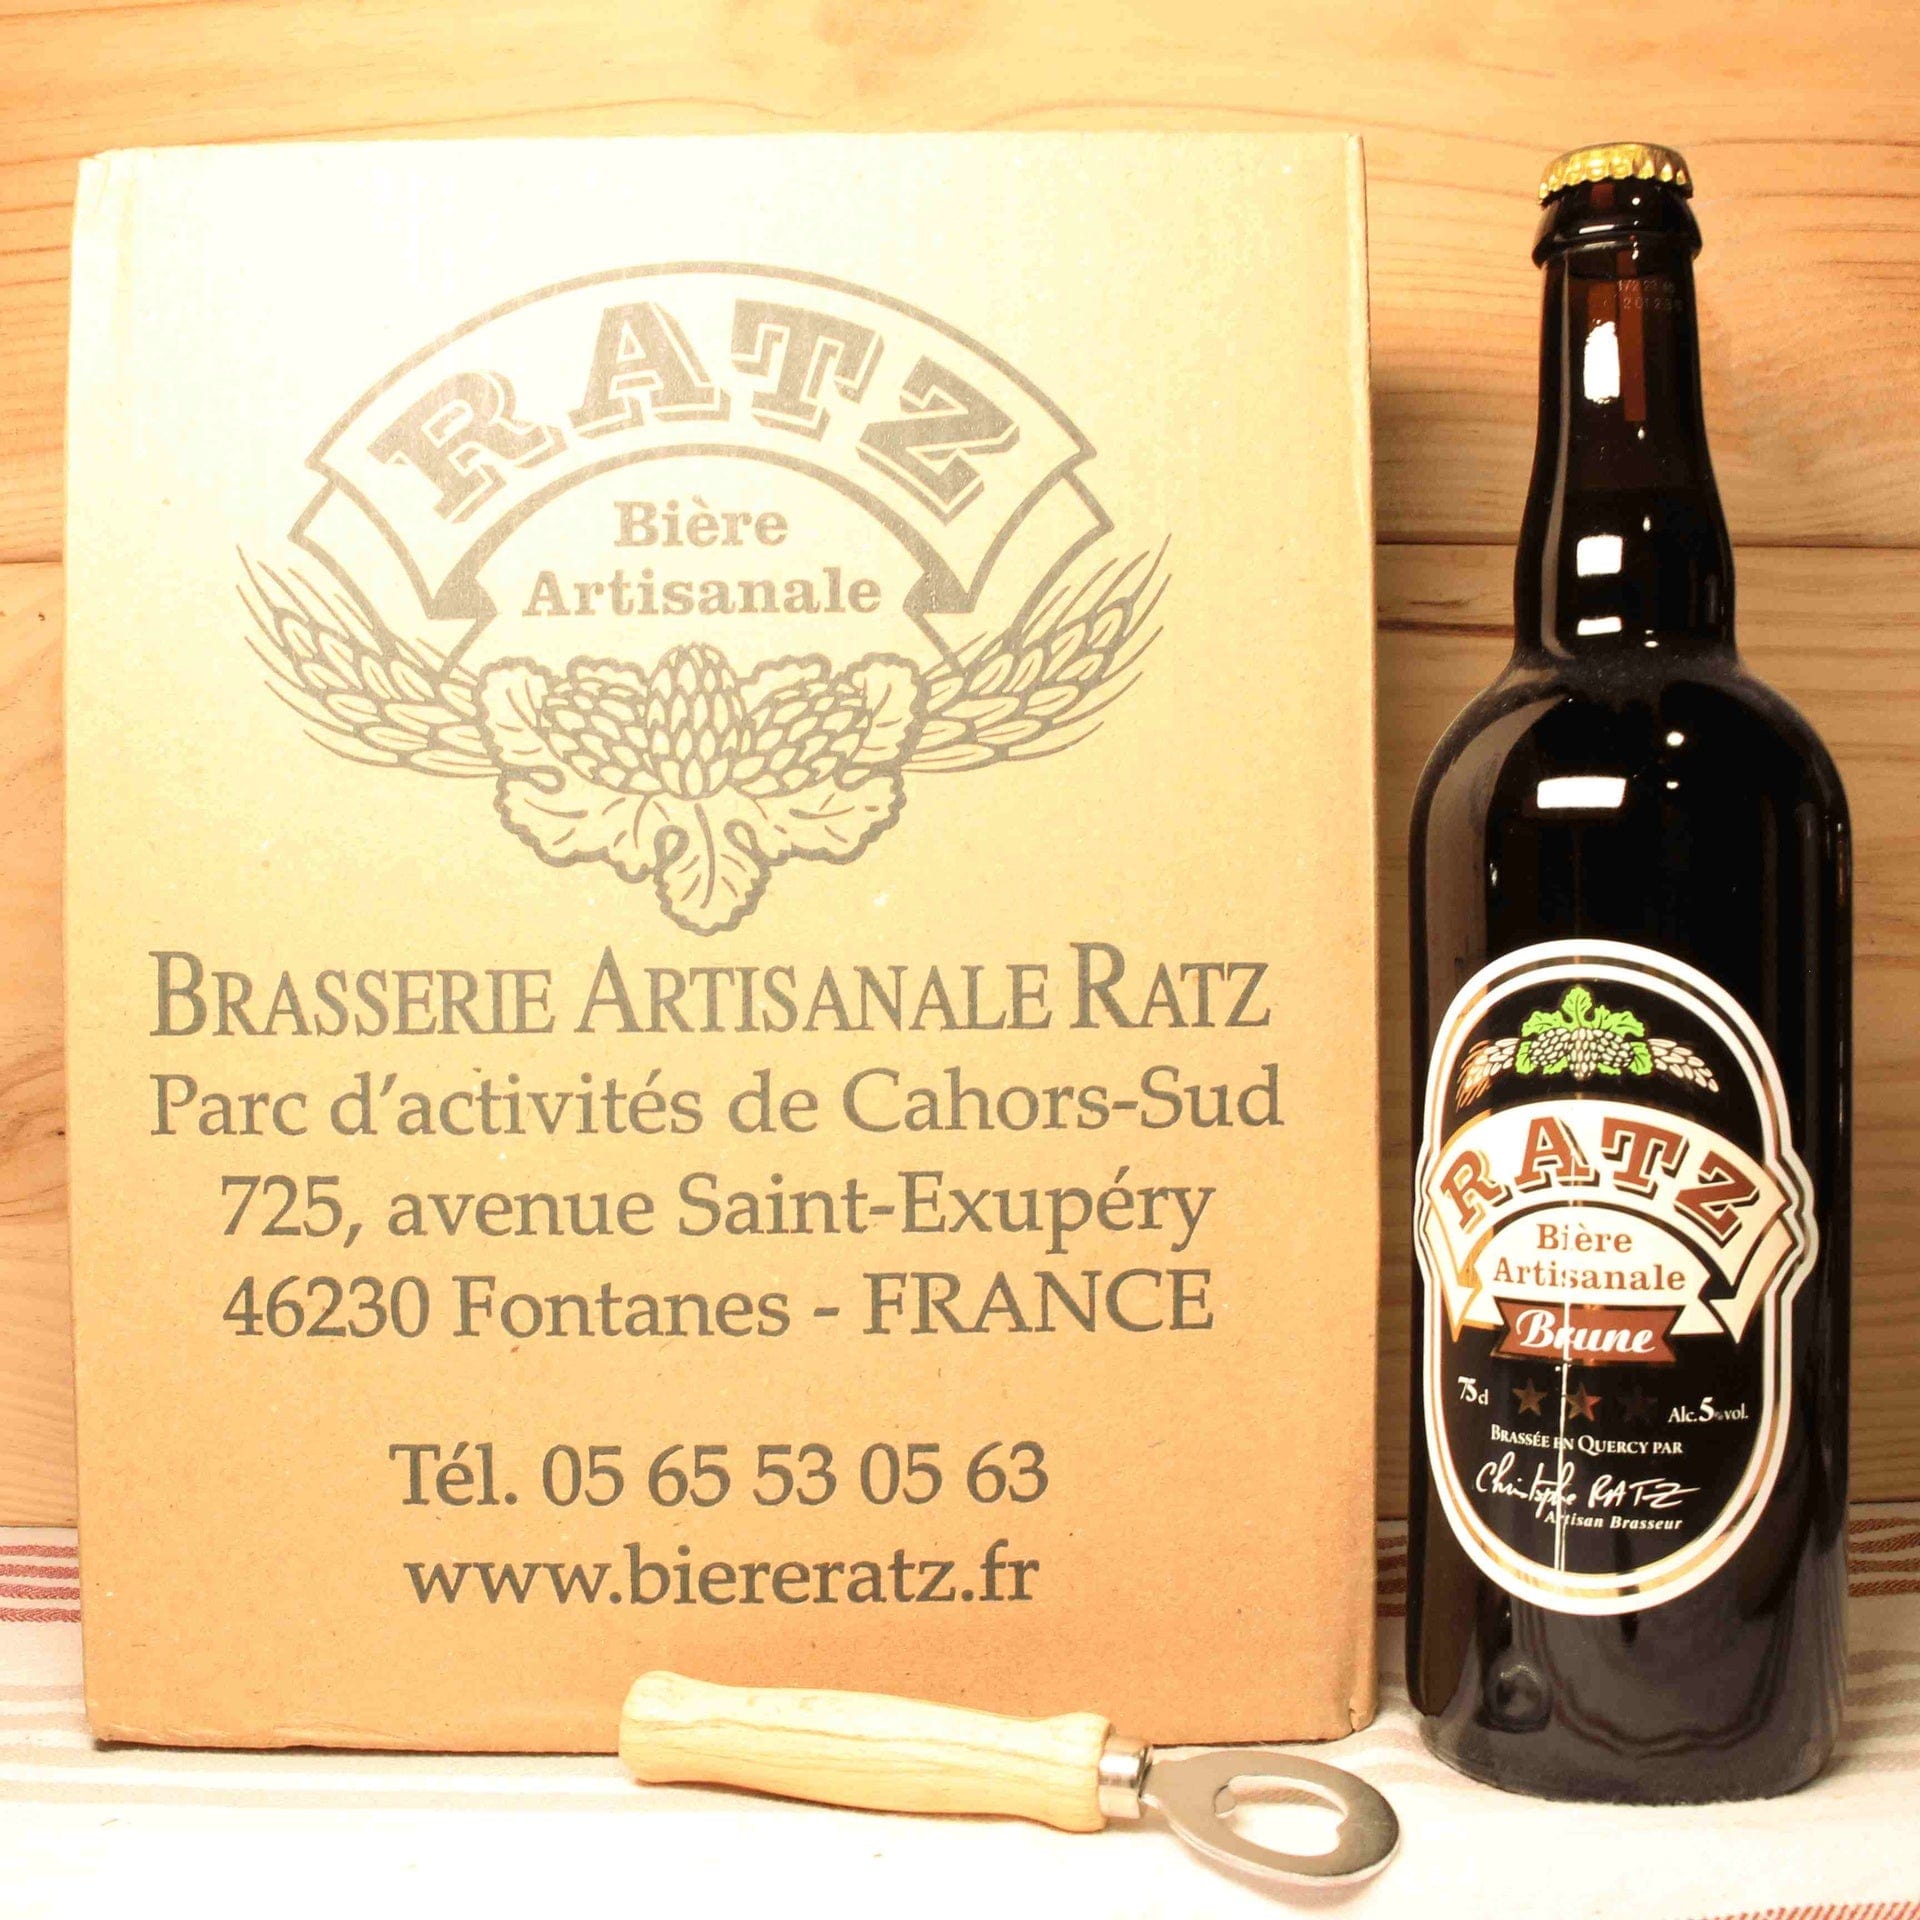 RATZ
Bière
Artisanale
BRASSERIE ARTISANALE RATZ
Parc d'activités de Cahors-Sud
725, avenue Saint-Exupéry
46230 Fontanes - FRANCE
Tél. 05 65 53 05 63
www.biereratz.fr
RATZ
Bière
Artisanale
Brune
75cl
Alc. 5% vol.
BRASSÉE EN QUERCY PAR
Christophe RATZ
Artisan Brasseur